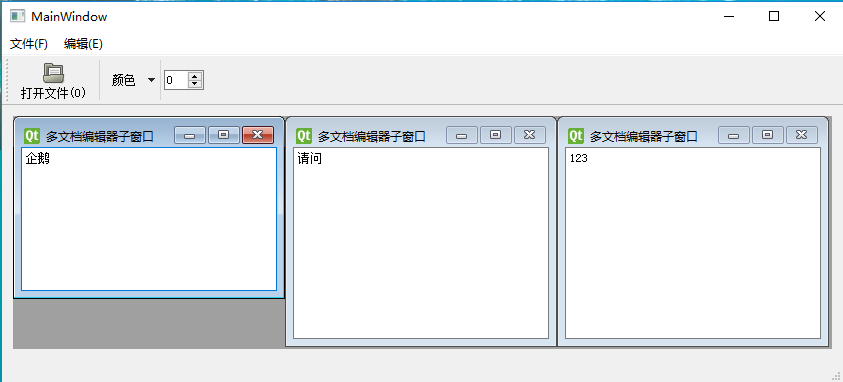 MainWindow
文件(F) 编辑(E)
打开文件(O) 颜色 0
Qt 多文档编辑器子窗口
企鹅
Qt 多文档编辑器子窗口
请问
Qt 多文档编辑器子窗口
123